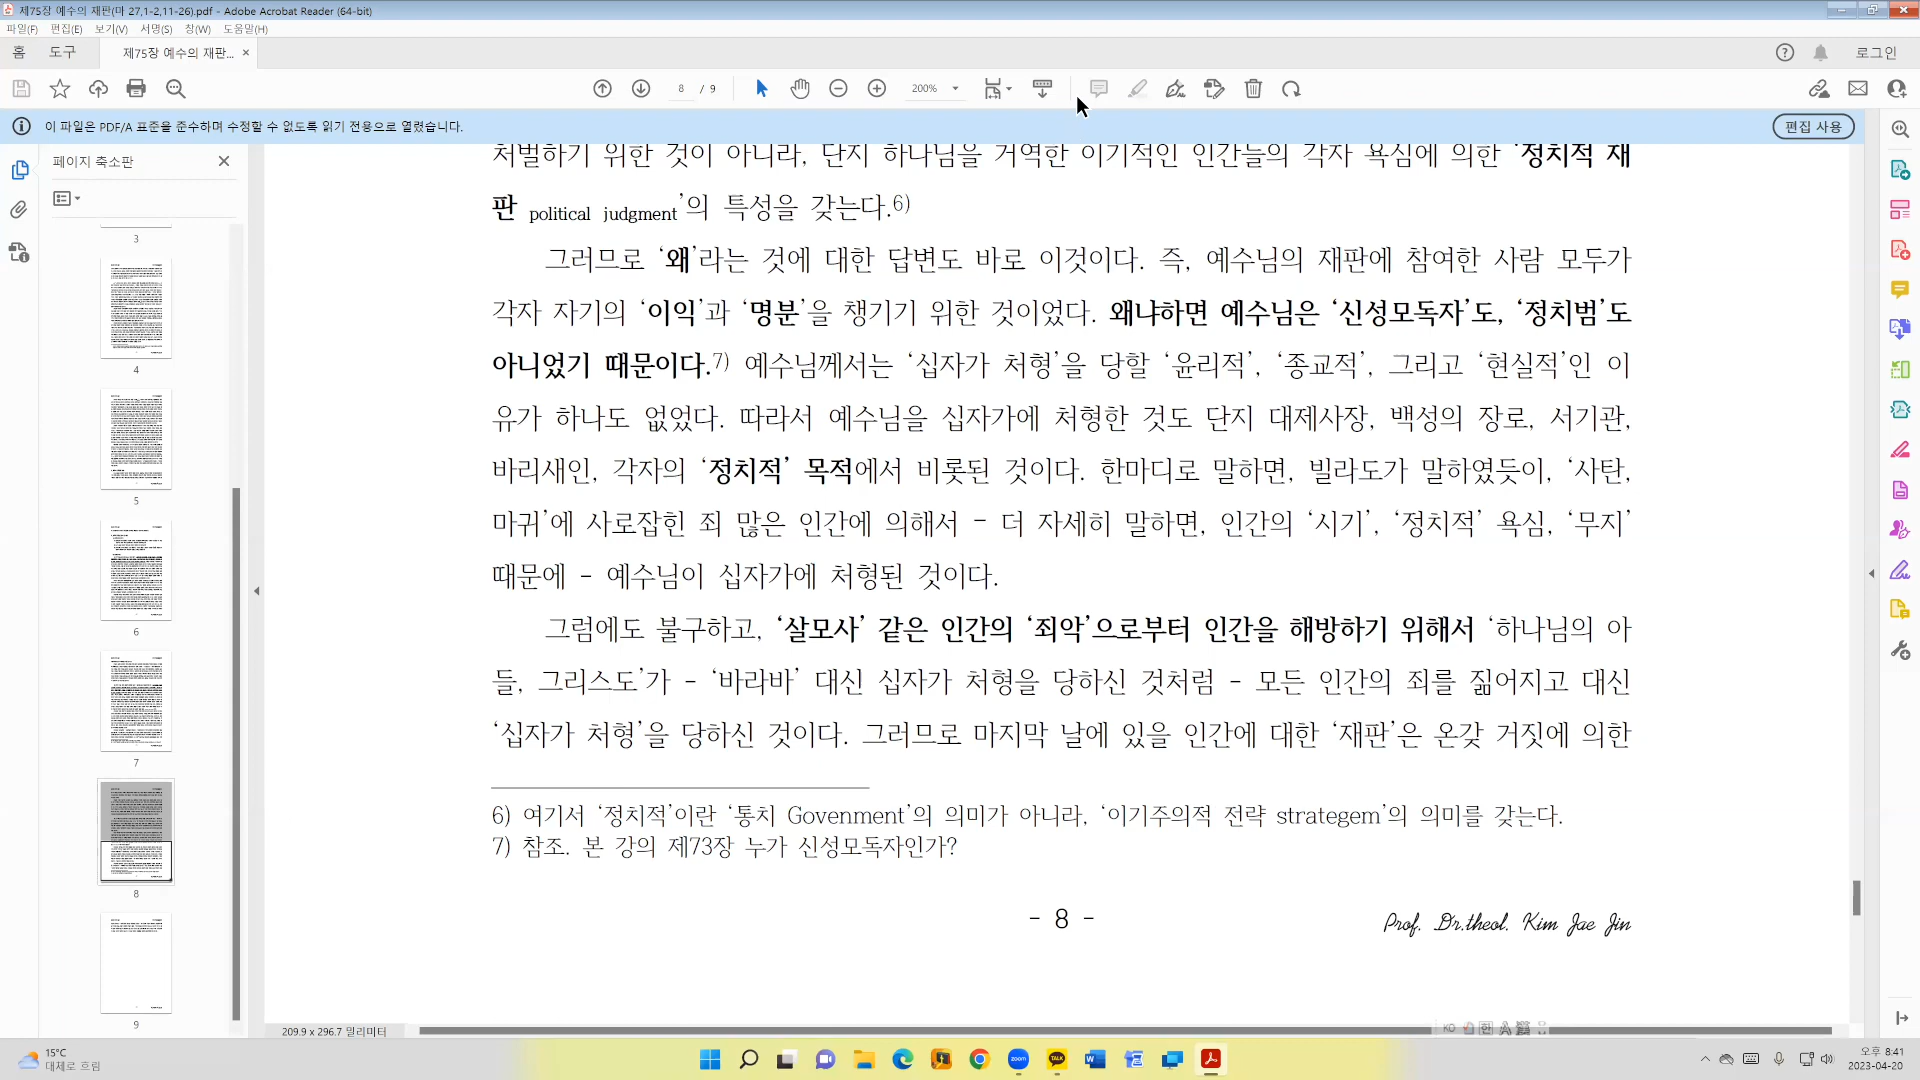 제75장 예수의 재판(마 27,1-2,11-26).pdf - Adobe Acrobat Reader (64-bit)
파일(F) 편집(E) 보기(V) 서명(S) 창(W) 도움말(H)
홈 도구 제75장 예수의 재판... × 로그인
8 / 9 200%
이 파일은 PDF/A 표준을 준수하며 수정할 수 없도록 읽기 전용으로 열렸습니다. 편집 사용
페이지 축소판
3
4
5
6
7
8
9
처벌하기 위한 것이 아니라, 단지 하나님을 거역한 이기적인 인간들의 각자 욕심에 의한 ‘정치적 재
판 political judgment’의 특성을 갖는다.6)
그러므로 ‘왜’라는 것에 대한 답변도 바로 이것이다. 즉, 예수님의 재판에 참여한 사람 모두가
각자 자기의 ‘이익’과 ‘명분’을 챙기기 위한 것이었다. 왜냐하면 예수님은 ‘신성모독자’도, ‘정치범’도
아니었기 때문이다.7) 예수님께서는 ‘십자가 처형’을 당할 ‘윤리적’, ‘종교적’, 그리고 ‘현실적’인 이
유가 하나도 없었다. 따라서 예수님을 십자가에 처형한 것도 단지 대제사장, 백성의 장로, 서기관,
바리새인, 각자의 ‘정치적’ 목적에서 비롯된 것이다. 한마디로 말하면, 빌라도가 말하였듯이, ‘사탄,
마귀’에 사로잡힌 죄 많은 인간에 의해서 - 더 자세히 말하면, 인간의 ‘시기’, ‘정치적’ 욕심, ‘무지’
때문에 - 예수님이 십자가에 처형된 것이다.
그럼에도 불구하고, ‘살모사’ 같은 인간의 ‘죄악’으로부터 인간을 해방하기 위해서 ‘하나님의 아
들, 그리스도’가 - ‘바라바’ 대신 십자가 처형을 당하신 것처럼 - 모든 인간의 죄를 짊어지고 대신
‘십자가 처형’을 당하신 것이다. 그러므로 마지막 날에 있을 인간에 대한 ‘재판’은 온갖 거짓에 의한
6) 여기서 ‘정치적’이란 ‘통치 Govenment’의 의미가 아니라, ‘이기주의적 전략 strategem’의 의미를 갖는다.
7) 참조. 본 강의 제73장 누가 신성모독자인가?
- 8 -
Prof. Dr.theol. Kim Jae Jin
209.9 x 296.7 밀리미터
15°C
대체로 흐림
zoom
TALK
오후 8:41
2023-04-20